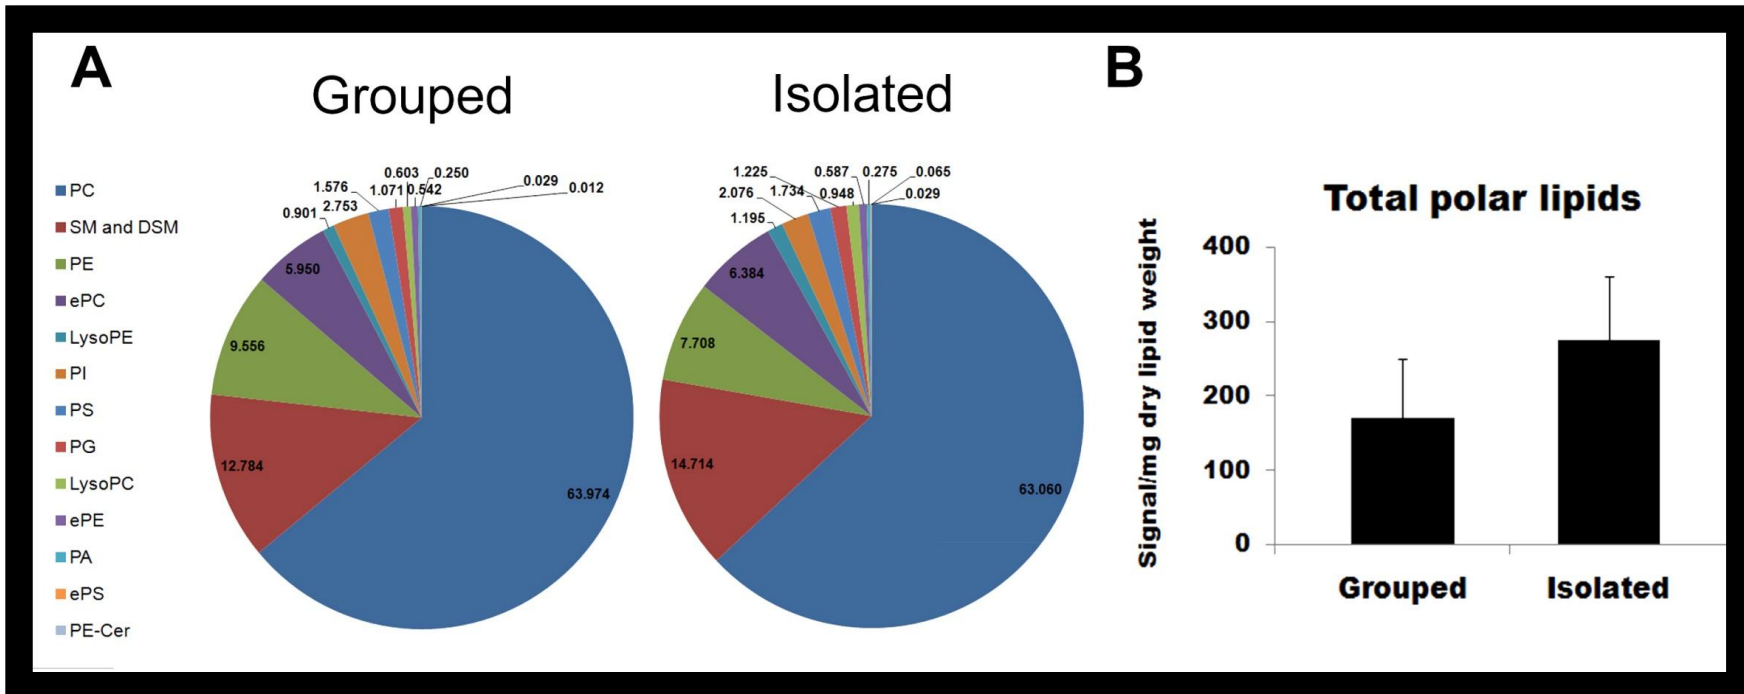 A
B
Grouped
Isolated
PC
SM and DSM
PE
ePC
LysoPE
PI
PS
PG
LysoPC
ePE
PA
ePS
PE-Cer
0.603
0.250
1.576
1.071
0.542
0.029
0.012
0.901
2.753
5.950
9.556
12.784
63.974
1.225
0.587
0.275
0.065
2.076
1.734
0.948
0.029
1.195
6.384
7.708
14.714
63.060
Total polar lipids
Signal/mg dry lipid weight
400
300
200
100
0
Grouped
Isolated